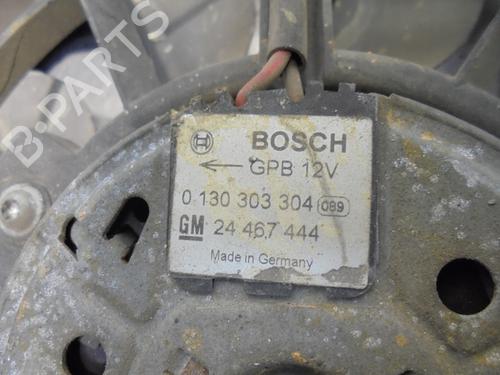 B-PARTS
BOSCH
← GPB 12V
0 130 303 304 089
GM 24 467 444
Made in Germany